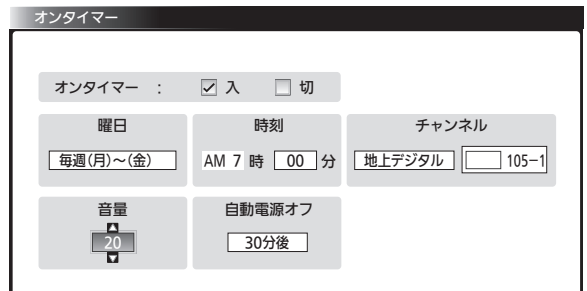 オンタイマー
オンタイマー : 入 切
曜日 時刻 チャンネル
毎週(月)~(金) AM 7 時 00 分 地上デジタル 105-1
音量 自動電源オフ
20 30分後